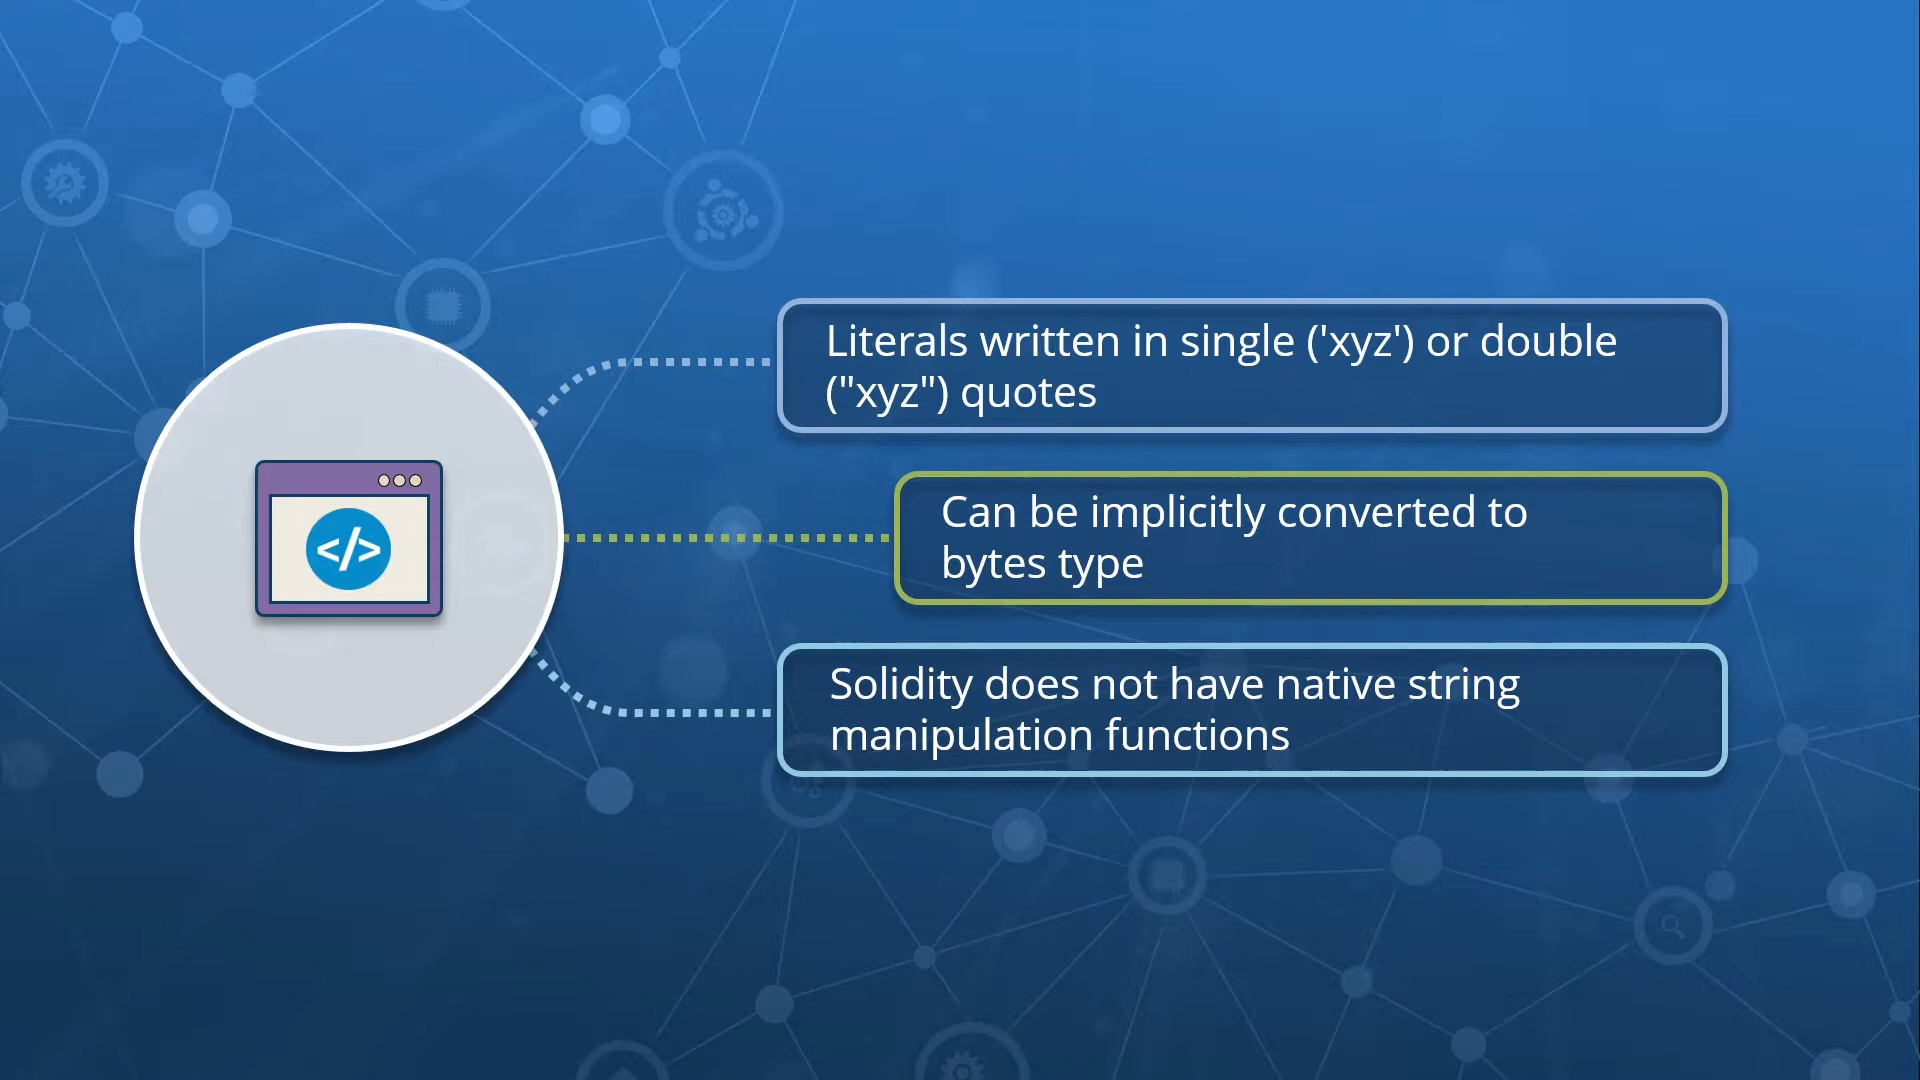 Literals written in single ('xyz') or double
("xyz") quotes
Can be implicitly converted to
bytes type
Solidity does not have native string
manipulation functions
</>